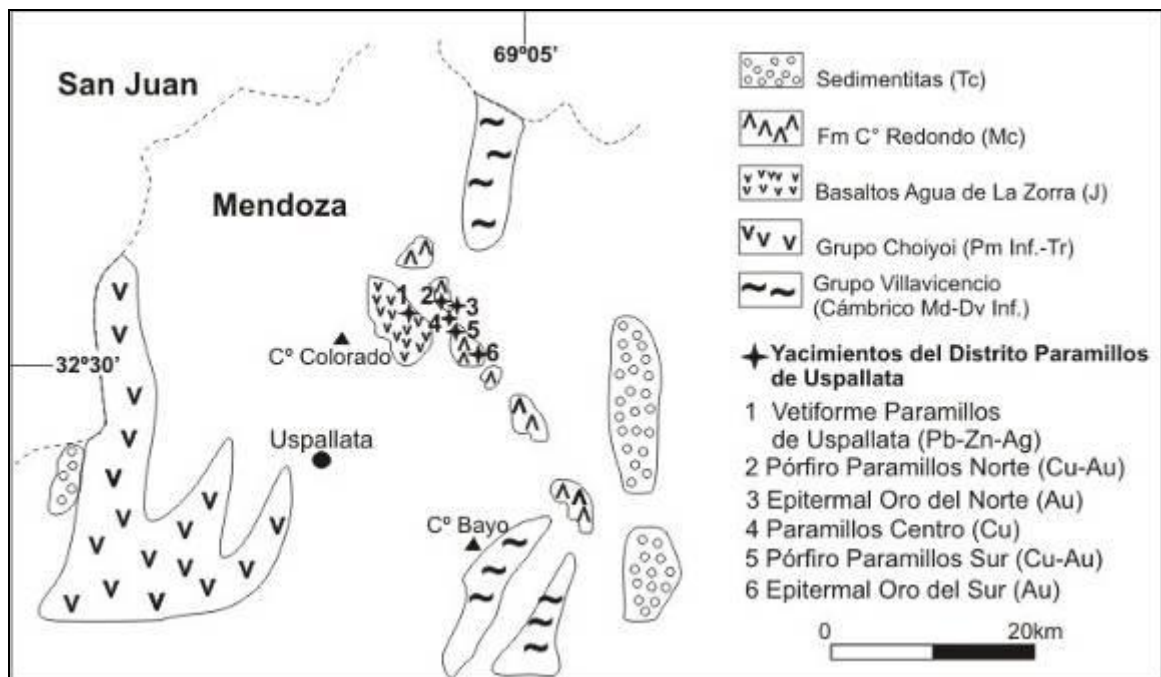 69º05'
San Juan
Mendoza
1
2
3
4
5
6
Cº Colorado
32º30'
Uspallata
Cº Bayo
Sedimentitas (Tc)
Fm C° Redondo (Mc)
Basaltos Agua de La Zorra (J)
Grupo Choiyoi (Pm Inf.-Tr)
Grupo Villavicencio
(Cámbrico Md-Dv Inf.)
Yacimientos del Distrito Paramillos
de Uspallata
1 Vetiforme Paramillos
de Uspallata (Pb-Zn-Ag)
2 Pórfiro Paramillos Norte (Cu-Au)
3 Epitermal Oro del Norte (Au)
4 Paramillos Centro (Cu)
5 Pórfiro Paramillos Sur (Cu-Au)
6 Epitermal Oro del Sur (Au)
0 20km